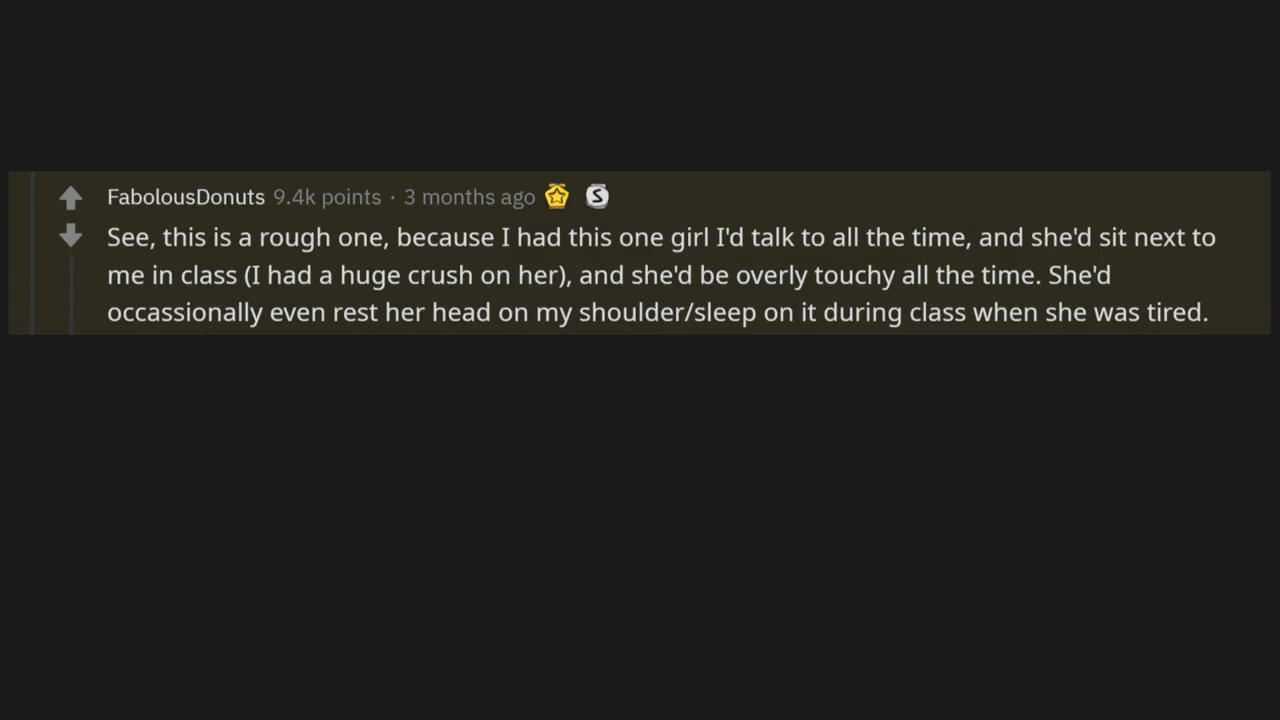 FabolousDonuts 9.4k points · 3 months ago
See, this is a rough one, because I had this one girl I'd talk to all the time, and she'd sit next to
me in class (I had a huge crush on her), and she'd be overly touchy all the time. She'd
occassionally even rest her head on my shoulder/sleep on it during class when she was tired.